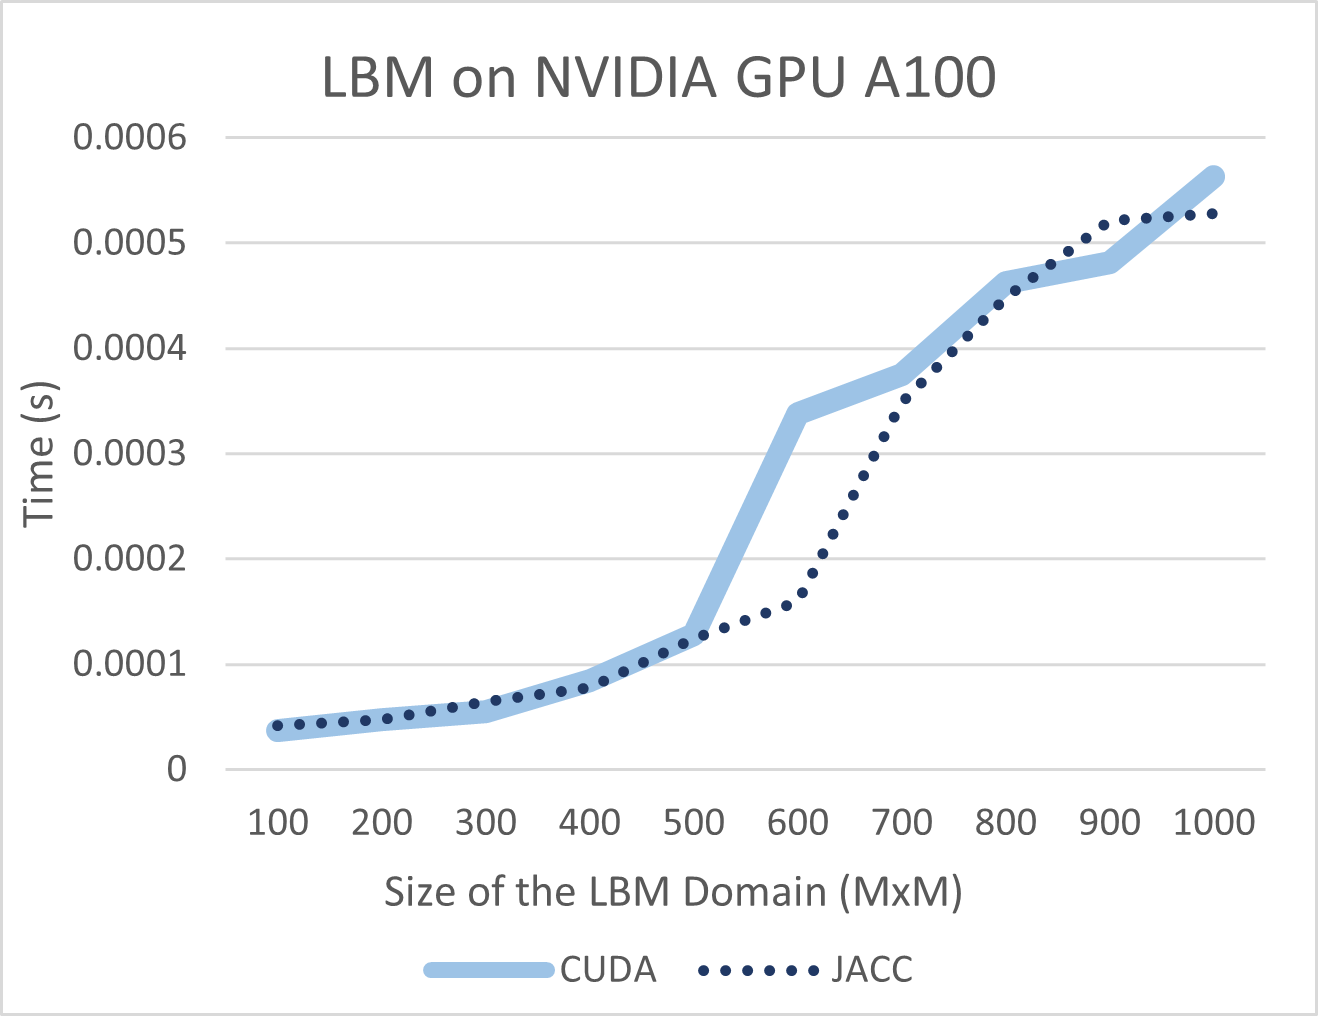 LBM on NVIDIA GPU A100
0.0006
0.0005
0.0004
0.0003
0.0002
0.0001
0
Time (s)
100 200 300 400 500 600 700 800 900 1000
Size of the LBM Domain (MxM)
CUDA JACC